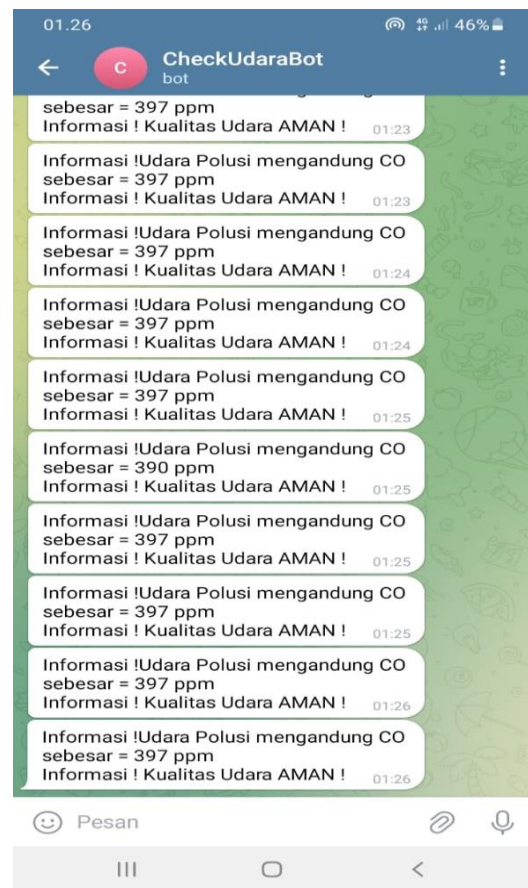 01.26
4G 46%
C
CheckUdaraBot
bot
sebesar = 397 ppm
Informasi ! Kualitas Udara AMAN !
01:23
Informasi !Udara Polusi mengandung CO
sebesar = 397 ppm
Informasi ! Kualitas Udara AMAN !
01:23
Informasi !Udara Polusi mengandung CO
sebesar = 397 ppm
Informasi ! Kualitas Udara AMAN !
01:24
Informasi !Udara Polusi mengandung CO
sebesar = 397 ppm
Informasi ! Kualitas Udara AMAN !
01:24
Informasi !Udara Polusi mengandung CO
sebesar = 397 ppm
Informasi ! Kualitas Udara AMAN !
01:25
Informasi !Udara Polusi mengandung CO
sebesar = 390 ppm
Informasi ! Kualitas Udara AMAN !
01:25
Informasi !Udara Polusi mengandung CO
sebesar = 397 ppm
Informasi ! Kualitas Udara AMAN !
01:25
Informasi !Udara Polusi mengandung CO
sebesar = 397 ppm
Informasi ! Kualitas Udara AMAN !
01:25
Informasi !Udara Polusi mengandung CO
sebesar = 397 ppm
Informasi ! Kualitas Udara AMAN !
01:26
Informasi !Udara Polusi mengandung CO
sebesar = 397 ppm
Informasi ! Kualitas Udara AMAN !
01:26
Pesan